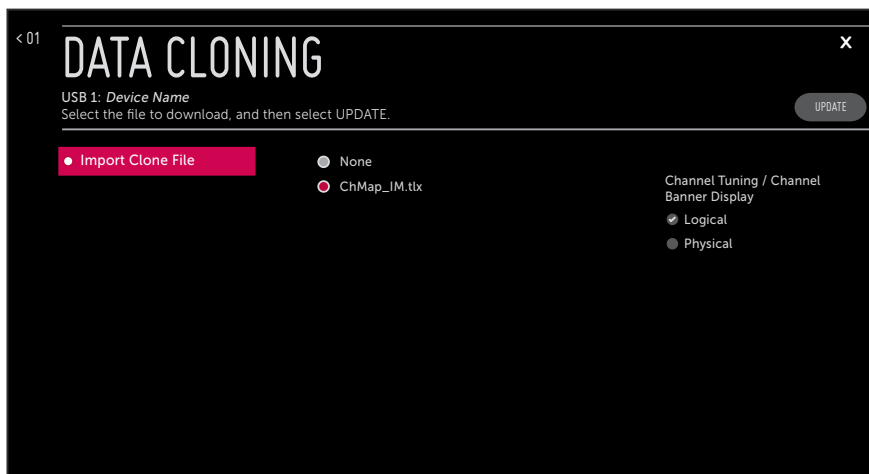 < 01
DATA CLONING
X
USB 1: Device Name
Select the file to download, and then select UPDATE.
UPDATE
Import Clone File
None
ChMap_IM.tlx
Channel Tuning / Channel
Banner Display
Logical
Physical